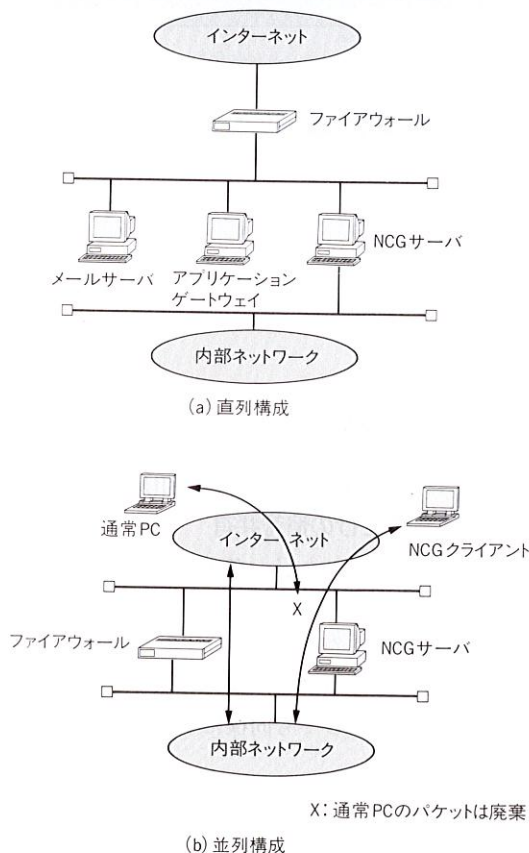 インターネット
ファイアウォール
メールサーバ
アプリケーション
ゲートウェイ
NCGサーバ
内部ネットワーク
(a) 直列構成
通常PC
インターネット
NCGクライアント
X
ファイアウォール
NCGサーバ
内部ネットワーク
X：通常PCのパケットは廃棄
(b) 並列構成